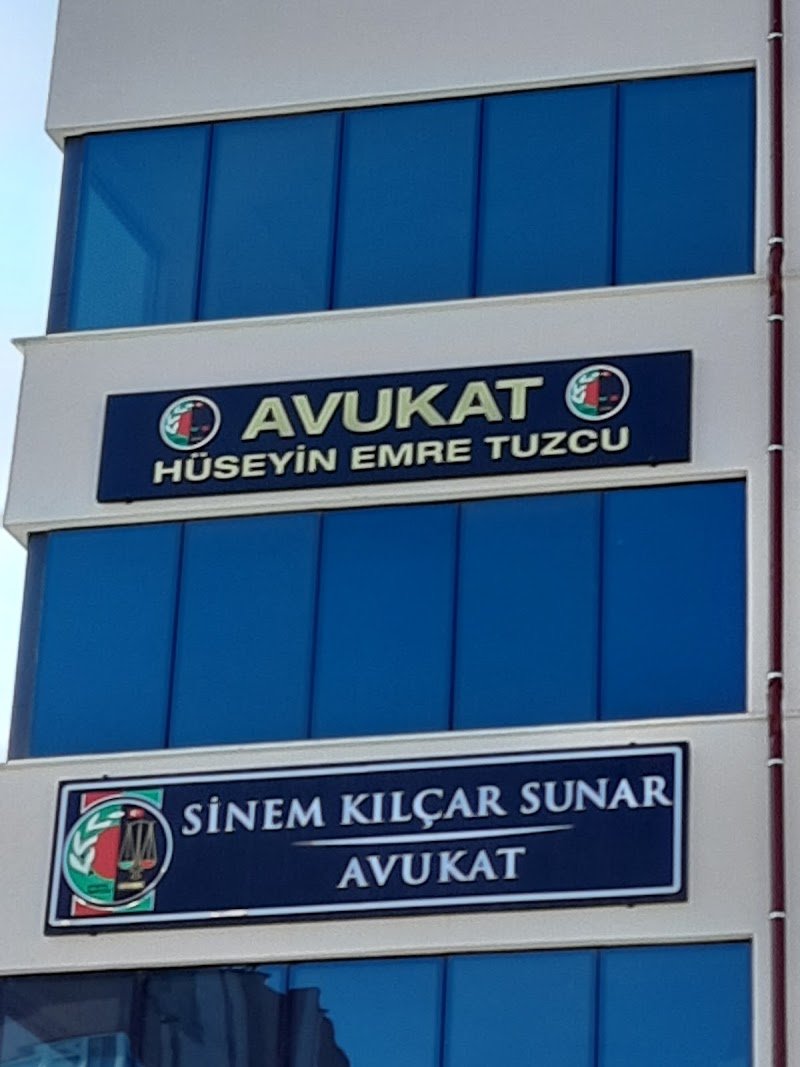 AVUKAT
HÜSEYİN EMRE TUZCU
SİNEM KILÇAR SUNAR
AVUKAT